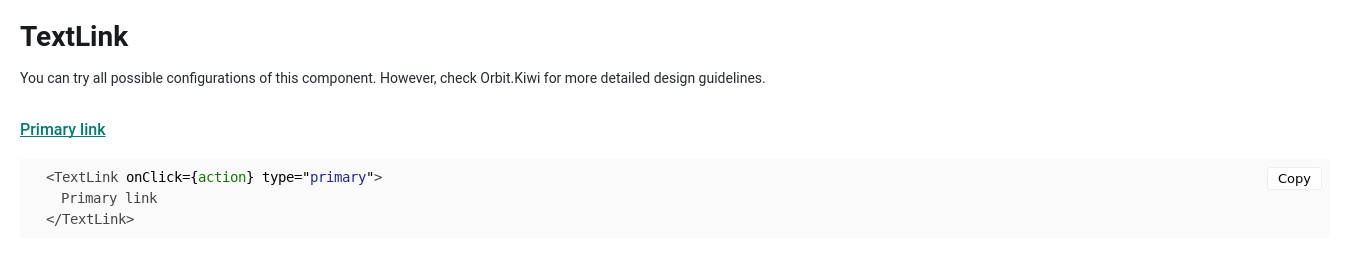 TextLink
You can try all possible configurations of this component. However, check Orbit.Kiwi for more detailed design guidelines.
Primary link
<TextLink onClick={action} type="primary">
Copy
Primary link
</TextLink>